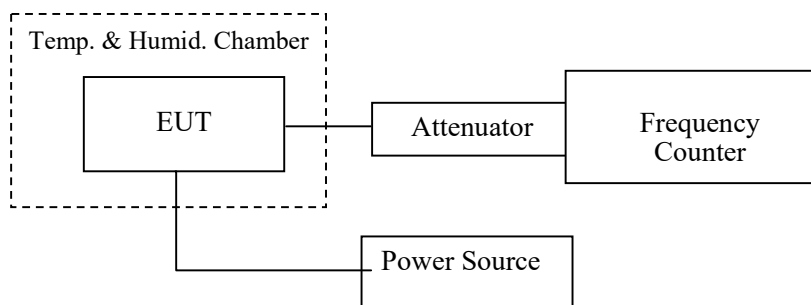 Temp. & Humid. Chamber
EUT
Attenuator
Frequency
Counter
Power Source